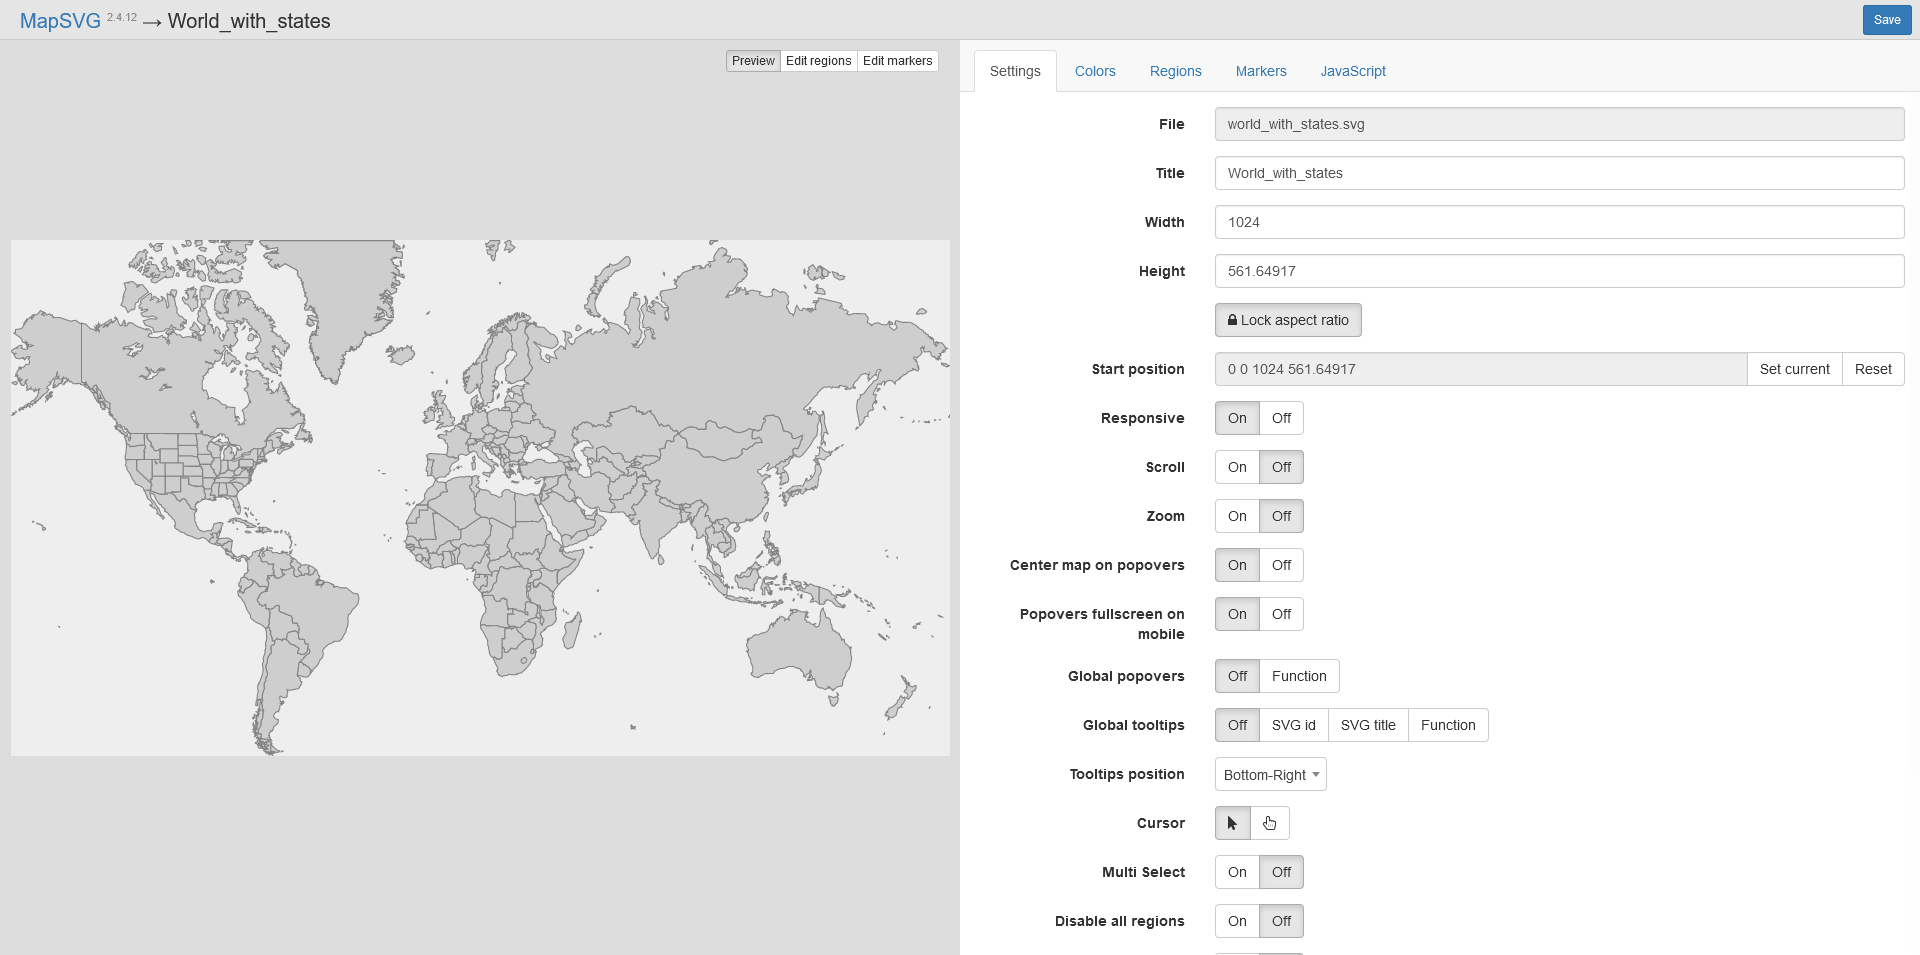 MapSVG 2.4.12 → World_with_states
Save
Preview Edit regions Edit markers
Settings Colors Regions Markers JavaScript
File world_with_states.svg
Title World_with_states
Width 1024
Height 561.64917
Lock aspect ratio
Start position 0 0 1024 561.64917 Set current Reset
Responsive On Off
Scroll On Off
Zoom On Off
Center map on popovers On Off
Popovers fullscreen on
mobile
On Off
Global popovers Off Function
Global tooltips Off SVG id SVG title Function
Tooltips position Bottom-Right
Cursor
Multi Select On Off
Disable all regions On Off